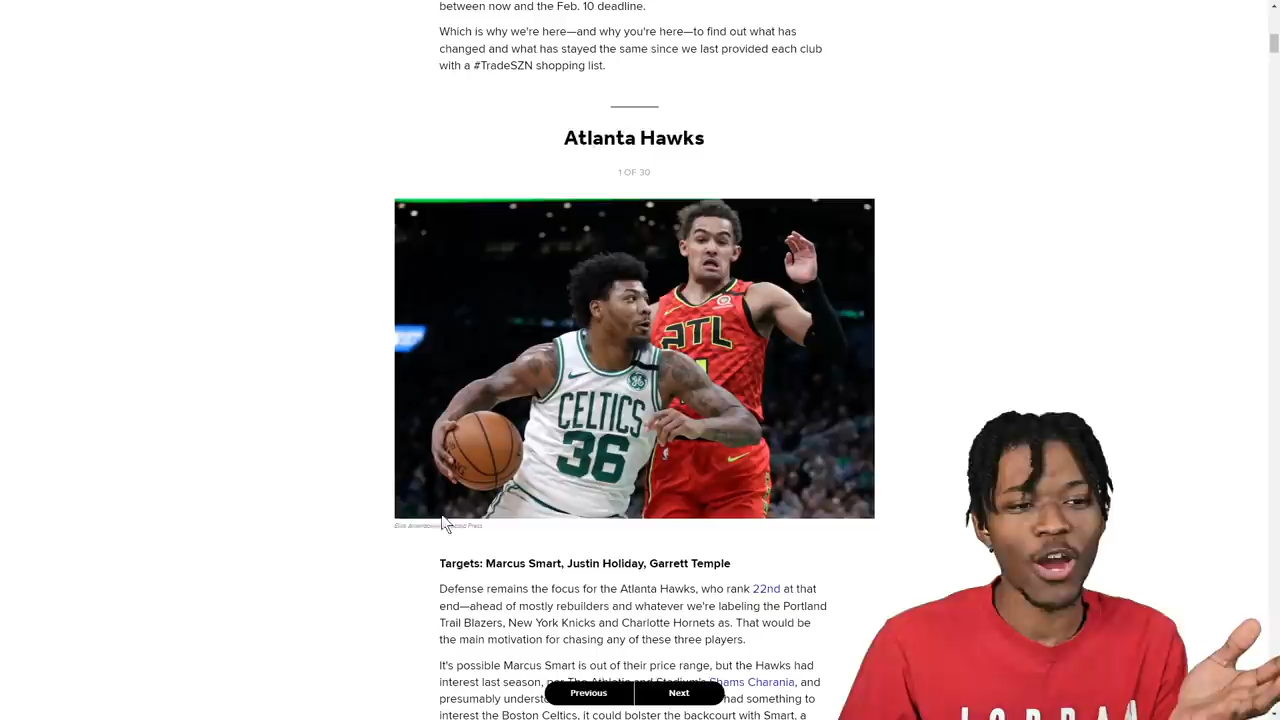 between now and the Feb. 10 deadline.
Which is why we're here—and why you're here—to find out what has
changed and what has stayed the same since we last provided each club
with a #TradeSZN shopping list.
Atlanta Hawks
1 OF 30
ATL
CELTICS
36
Press
Targets: Marcus Smart, Justin Holiday, Garrett Temple
Defense remains the focus for the Atlanta Hawks, who rank 22nd at that
end—ahead of mostly rebuilders and whatever we're labeling the Portland
Trail Blazers, New York Knicks and Charlotte Hornets as. That would be
the main motivation for chasing any of these three players.
It's possible Marcus Smart is out of their price range, but the Hawks had
interest last season, per The Athletic and Stadium's Shams Charania, and
presumably had something to
Previous Next
interest the Boston Celtics, it could bolster the backcourt with Smart, a
JORDAN